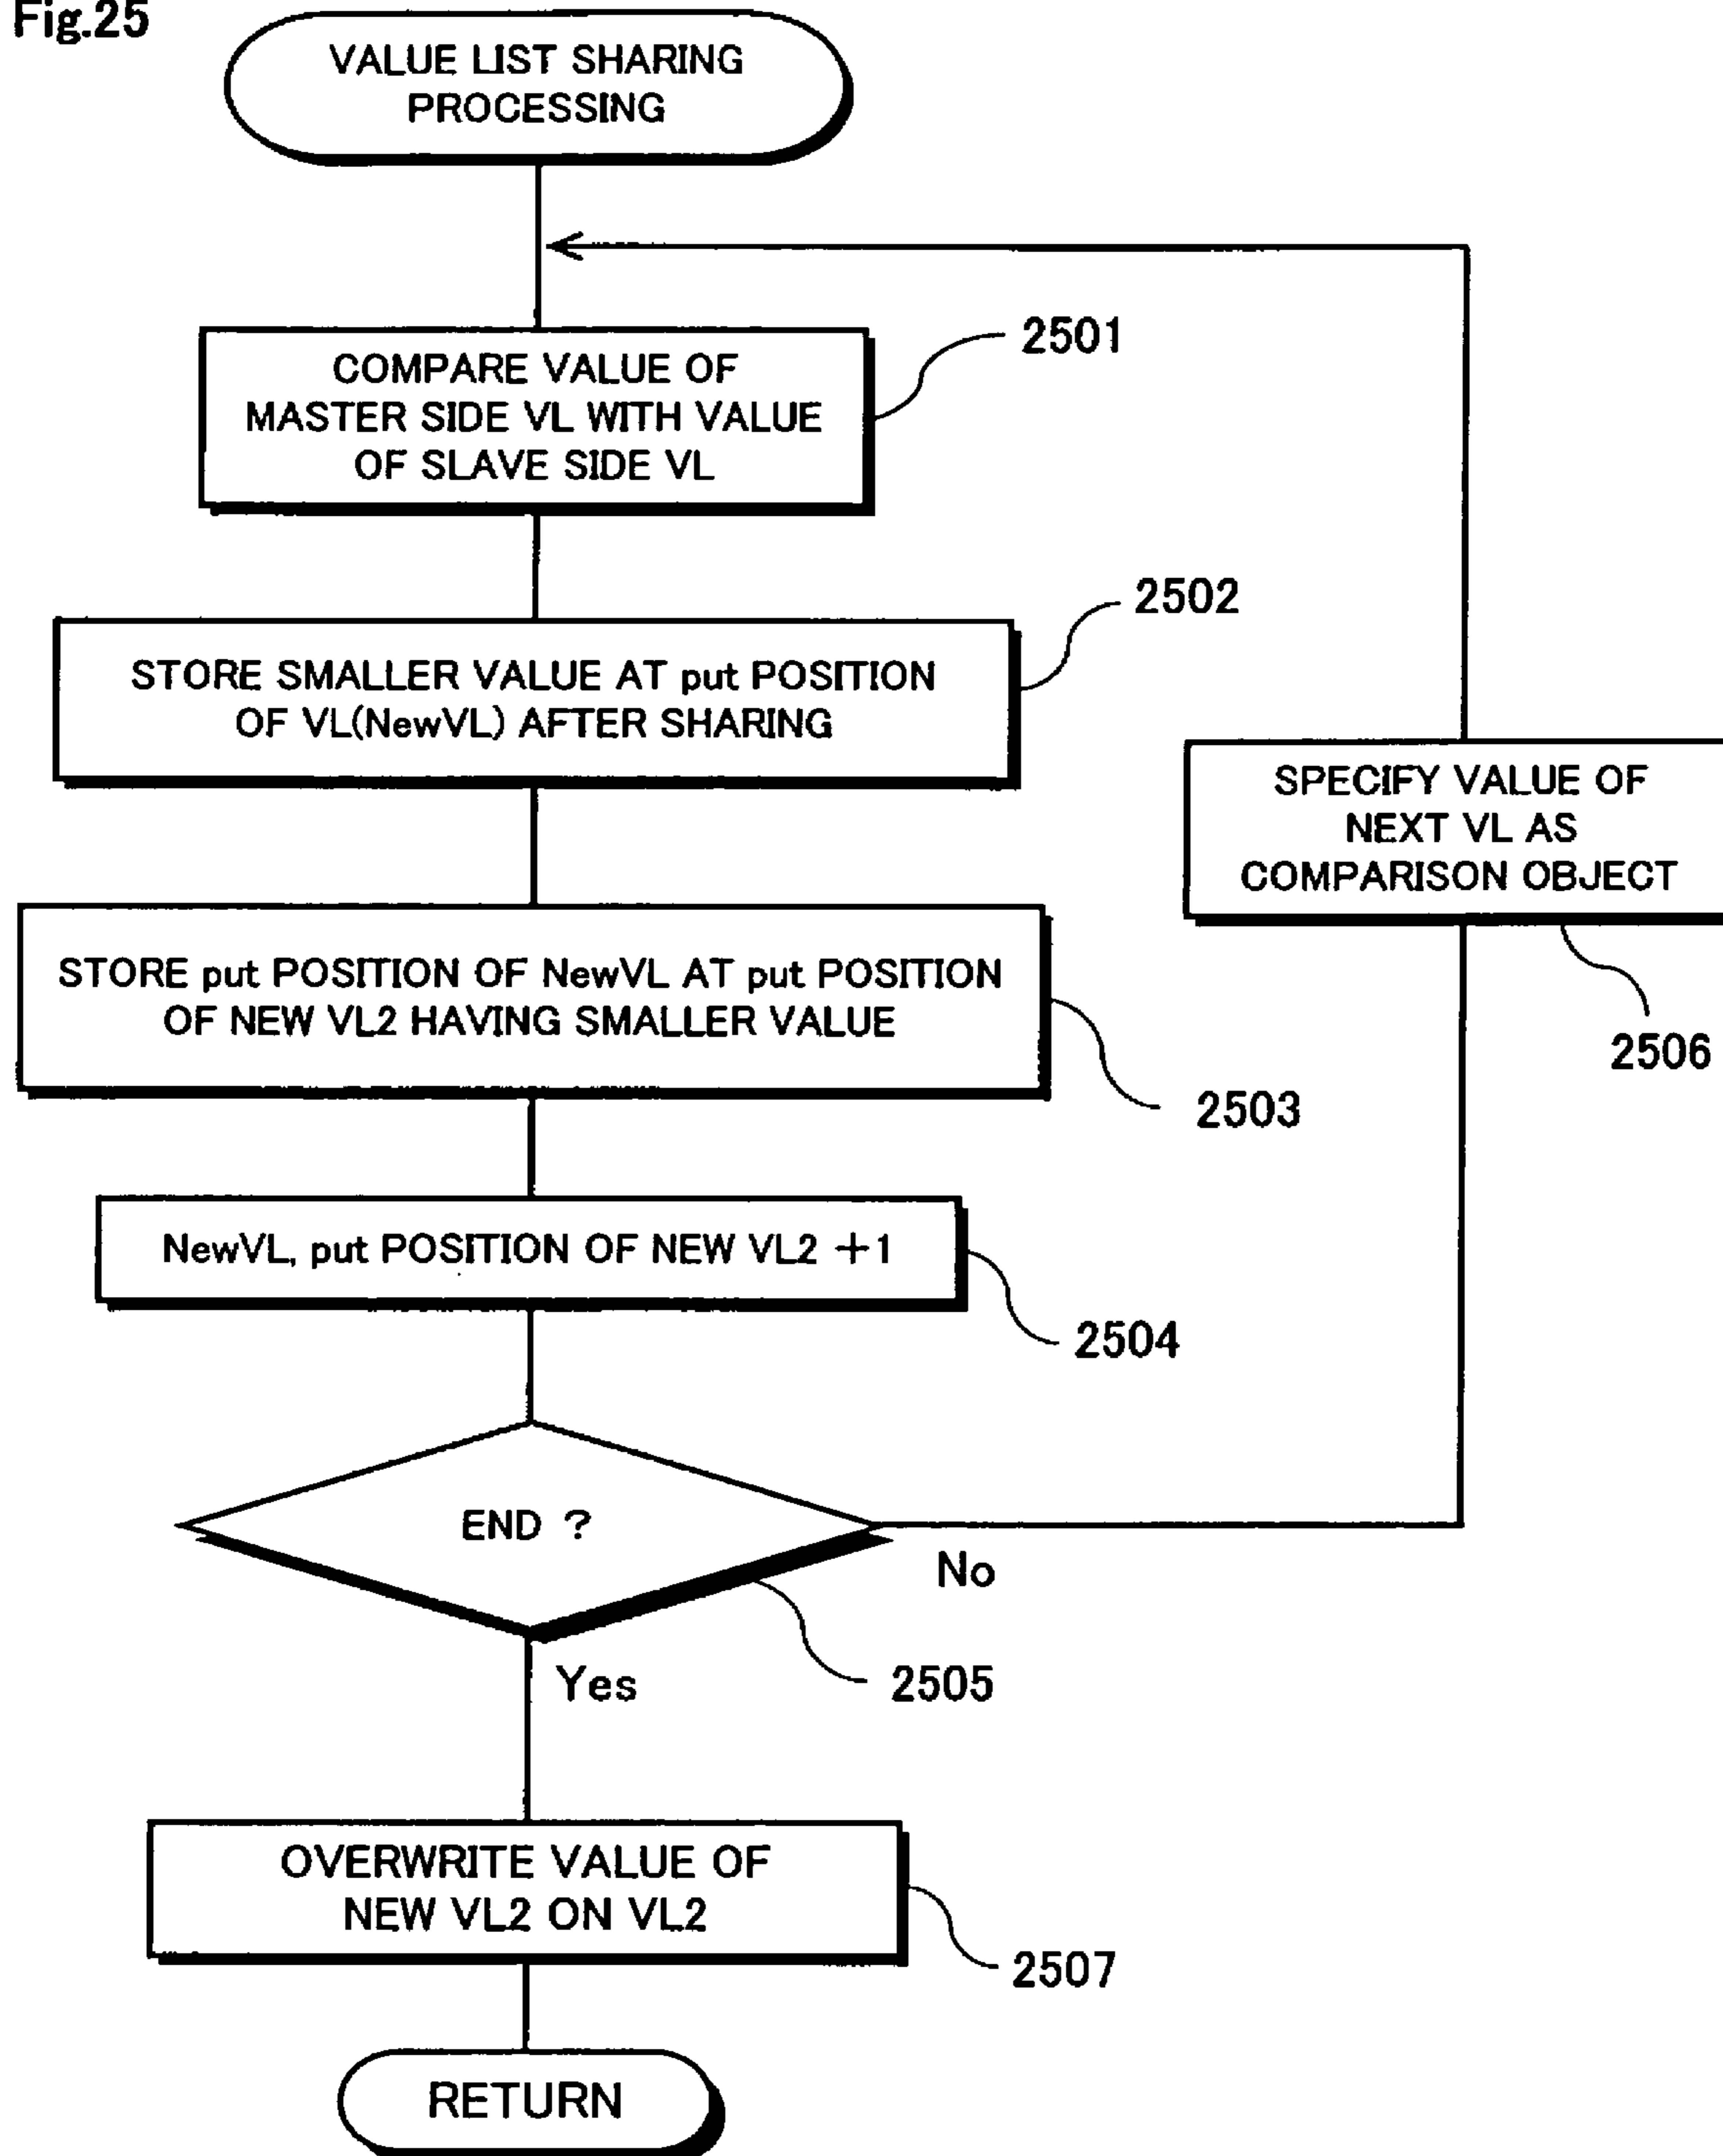 Fig.25
VALUE LIST SHARING
PROCESSING
2501
COMPARE VALUE OF
MASTER SIDE VL WITH VALUE
OF SLAVE SIDE VL
2502
STORE SMALLER VALUE AT put POSITION
OF VL(NewVL) AFTER SHARING
SPECIFY VALUE OF
NEXT VL AS
COMPARISON OBJECT
2506
STORE put POSITION OF NewVL AT put POSITION
OF NEW VL2 HAVING SMALLER VALUE
2503
NewVL, put POSITION OF NEW VL2 +1
2504
END ?
No
Yes
2505
OVERWRITE VALUE OF
NEW VL2 ON VL2
2507
RETURN